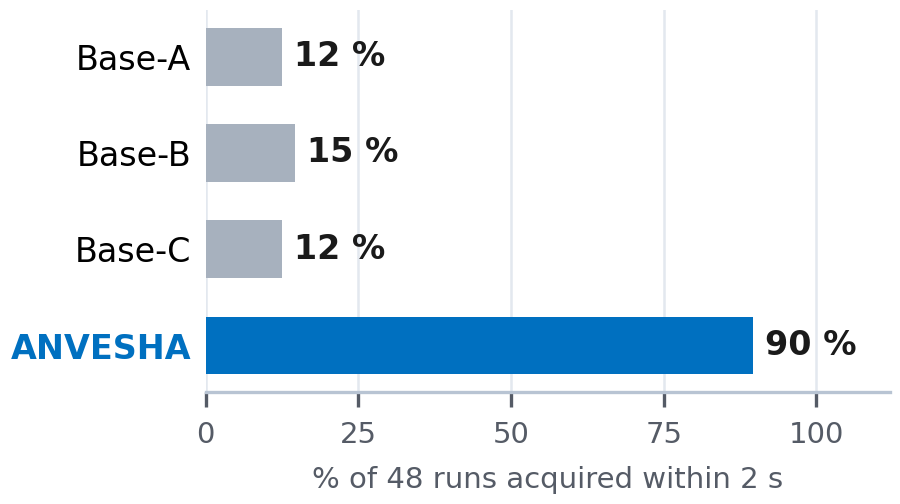 Base-A 12 %
Base-B 15 %
Base-C 12 %
ANVESHA 90 %
0 25 50 75 100
% of 48 runs acquired within 2 s